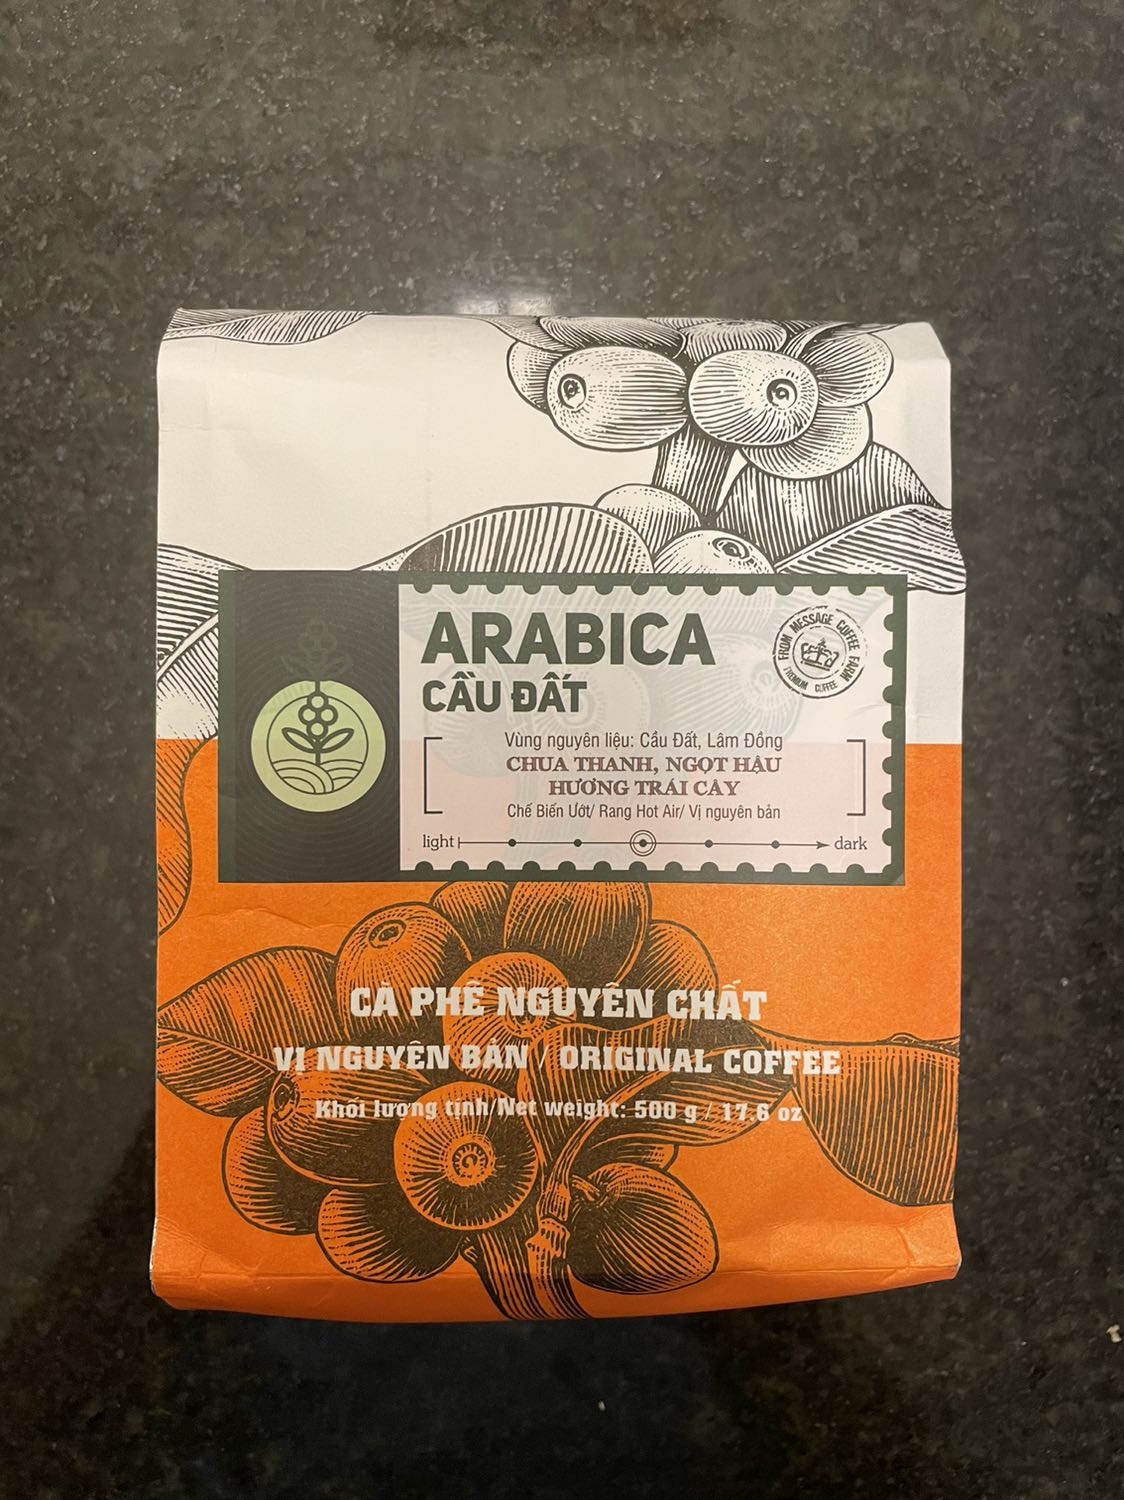 ARABICA
CẦU ĐẤT
FROM MESSAGE COFFEE FARM
PREMIUM COFFEE
Vùng nguyên liệu: Cầu Đất, Lâm Đồng
CHUA THANH, NGỌT HẬU
HƯƠNG TRÁI CÂY
Chế Biến Ướt/ Rang Hot Air/ Vị nguyên bản
light dark
CÀ PHÊ NGUYÊN CHẤT
VỊ NGUYÊN BẢN / ORIGINAL COFFEE
Khối lượng tịnh/Net weight: 500 g / 17.6 oz